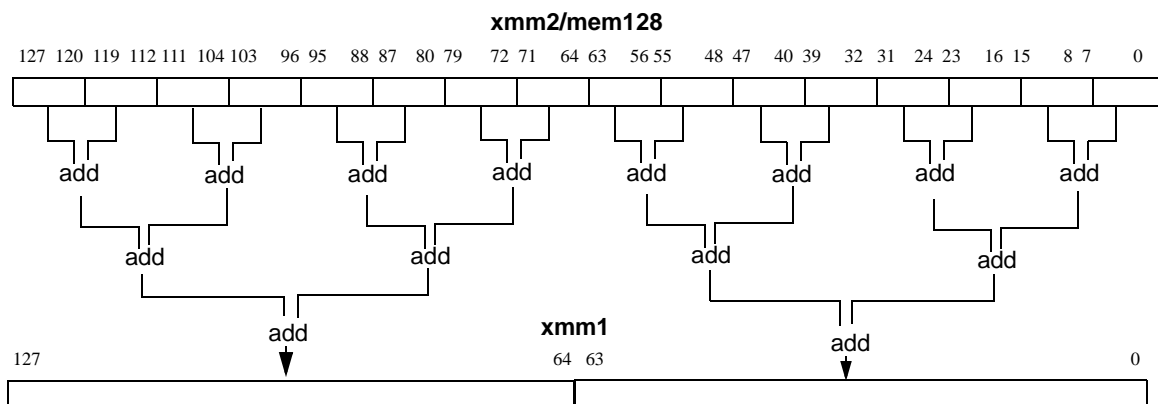 xmm2/mem128
127 120 119 112 111 104 103 96 95 88 87 80 79 72 71 64 63 56 55 48 47 40 39 32 31 24 23 16 15 8 7 0
add add add add add add add add
add add add add
add add
xmm1
127 64 63 0